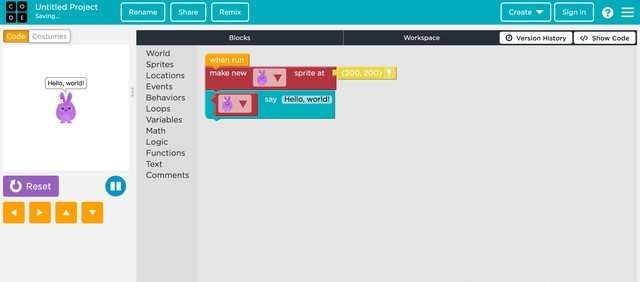 C O
D E
Untitled Project
Saving...
Rename
Share
Remix
Create
Sign in
?
Code
Costumes
Blocks
Workspace
Version History
</> Show Code
Hello, world!
Reset
World
Sprites
Locations
Events
Behaviors
Loops
Variables
Math
Logic
Functions
Text
Comments
when run
make new
sprite at
(200, 200)
say
Hello, world!